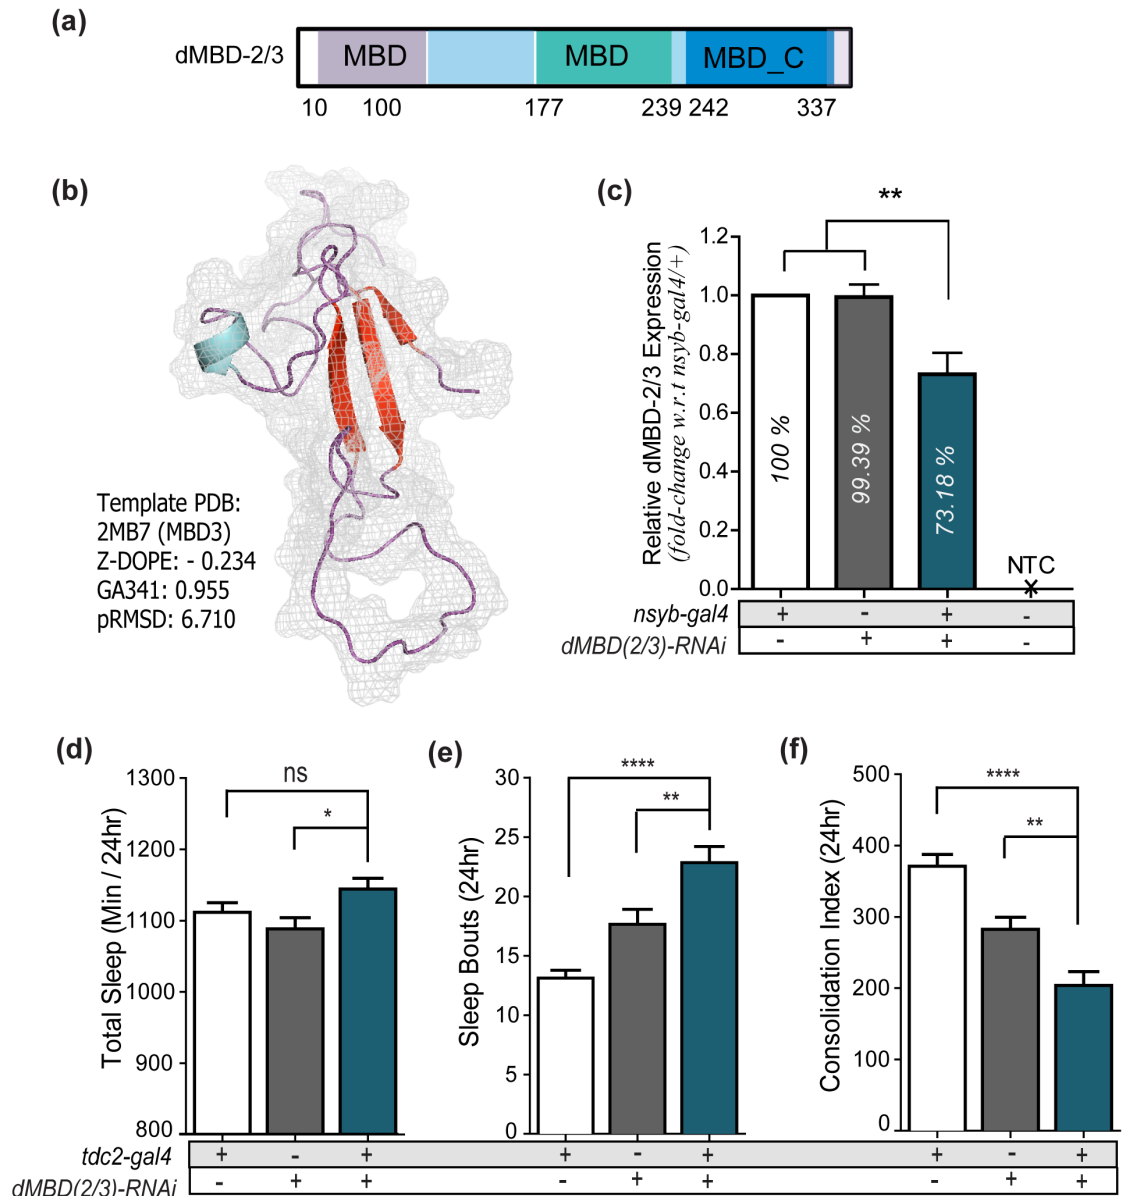 (a)
dMBD-2/3
MBD
MBD
MBD_C
10 100 177 239 242 337
(b)
Template PDB:
2MB7 (MBD3)
Z-DOPE: - 0.234
GA341: 0.955
pRMSD: 6.710
(c)
**
Relative dMBD-2/3 Expression
(fold-change w.r.t nsyb-gal4/+)
1.2
1.0
0.8
0.6
0.4
0.2
0.0
100 %
99.39 %
73.18 %
NTC
nsyb-gal4 + - + -
dMBD(2/3)-RNAi - + + -
(d)
Total Sleep (Min / 24hr)
1300
1200
1100
1000
900
800
ns
*
(e)
Sleep Bouts (24hr)
30
25
20
15
10
5
0
****
**
(f)
Consolidation Index (24hr)
500
400
300
200
100
0
****
**
tdc2-gal4 + - + + - + + - +
dMBD(2/3)-RNAi - + + - + + - + +